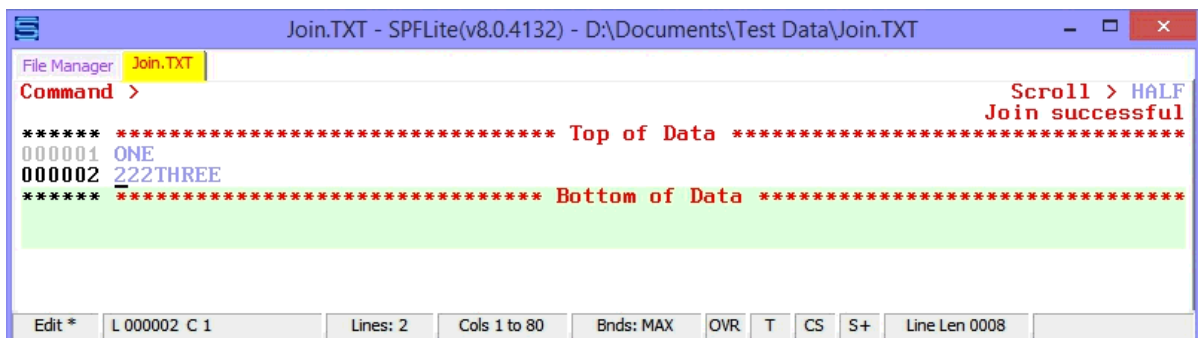 Join.TXT - SPFLite(v8.0.4132) - D:\Documents\Test Data\Join.TXT
File Manager Join.TXT
Command > Scroll > HALF
Join successful
****** ********************************* Top of Data **********************************
000001 ONE
000002 222THREE
****** ******************************** Bottom of Data ********************************
Edit * L 000002 C 1 Lines: 2 Cols 1 to 80 Bnds: MAX OVR T CS S+ Line Len 0008